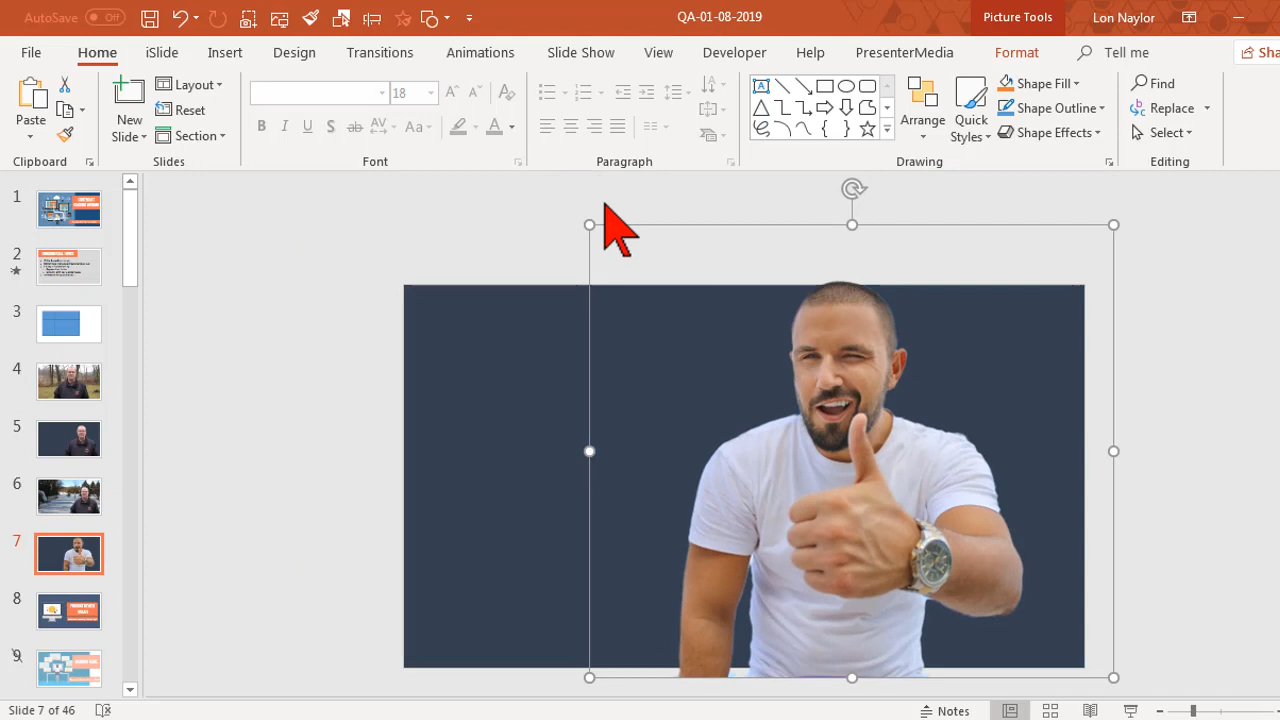 AutoSave Off QA-01-08-2019 Picture Tools Lon Naylor
File Home iSlide Insert Design Transitions Animations Slide Show View Developer Help PresenterMedia Format Tell me Sha
Paste New Slide Layout Reset Section 18 Arrange Quick Styles Shape Fill Shape Outline Shape Effects Find Replace Select
Clipboard Slides Font Paragraph Drawing Editing
1
2
3
4
5
6
7
8
9
Slide 7 of 46 Notes